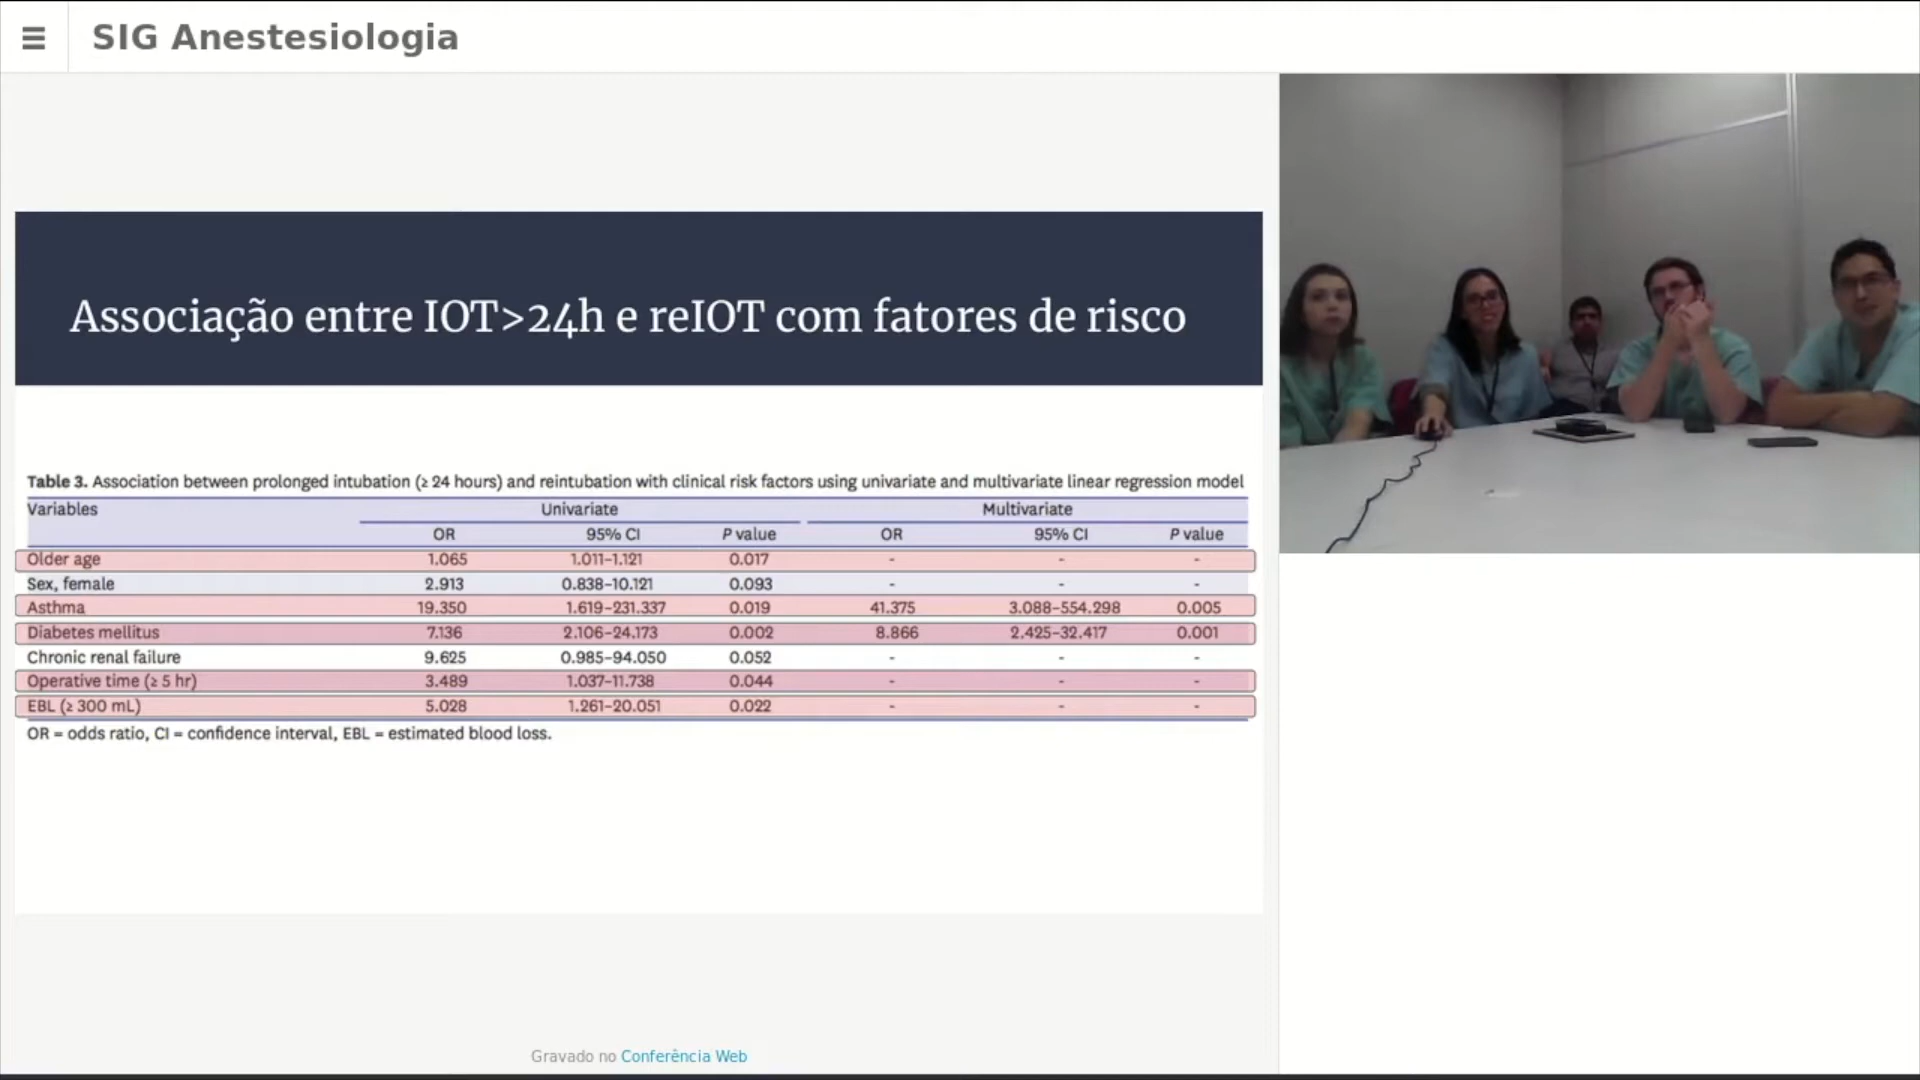 SIG Anestesiologia
Associação entre IOT>24h e reIOT com fatores de risco
Table 3. Association between prolonged intubation (≥ 24 hours) and reintubation with clinical risk factors using univariate and multivariate linear regression model
Variables Univariate Multivariate
OR 95% CI P value OR 95% CI P value
Older age 1.065 1.011–1.121 0.017 - - -
Sex, female 2.913 0.838–10.121 0.093 - - -
Asthma 19.350 1.619–231.337 0.019 41.375 3.088–554.298 0.005
Diabetes mellitus 7.136 2.106–24.173 0.002 8.866 2.425–32.417 0.001
Chronic renal failure 9.625 0.985–94.050 0.052 - - -
Operative time (≥ 5 hr) 3.489 1.037–11.738 0.044 - - -
EBL (≥ 300 mL) 5.028 1.261–20.051 0.022 - - -
OR = odds ratio, CI = confidence interval, EBL = estimated blood loss.
Gravado no Conferência Web